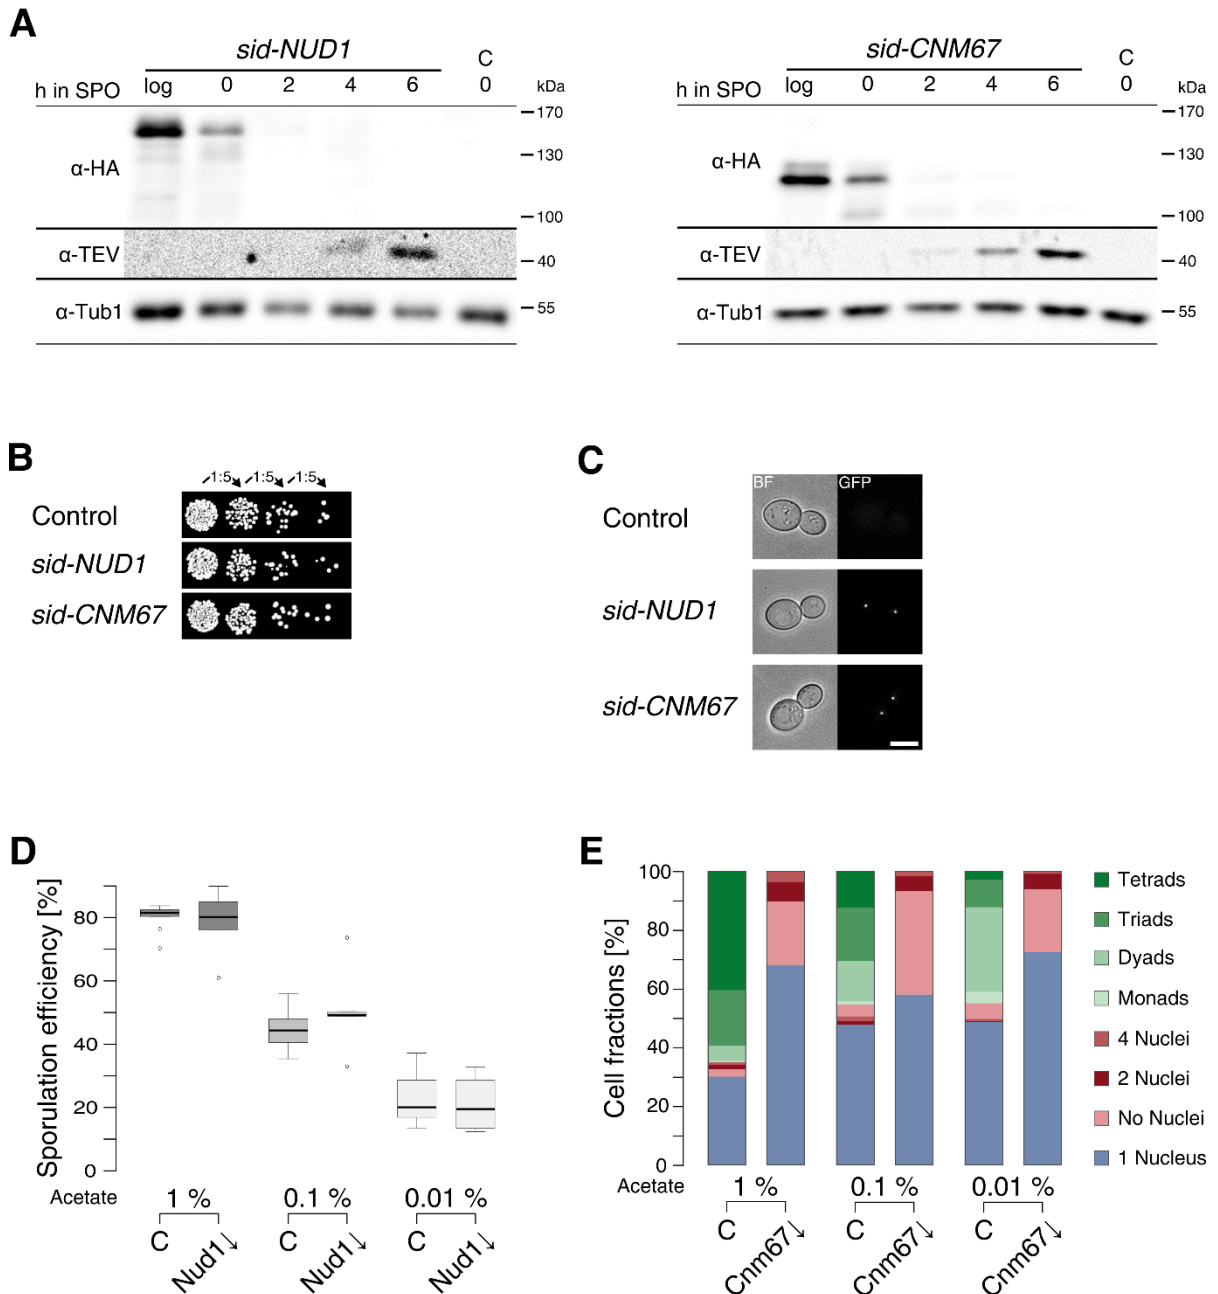 A
sid-NUD1 C
h in SPO log 0 2 4 6 0 kDa
170
α-HA
130
100
α-TEV
40
α-Tub1
55
sid-CNM67 C
h in SPO log 0 2 4 6 0 kDa
170
α-HA
130
100
α-TEV
40
α-Tub1
55
B
1:5 1:5 1:5
Control
sid-NUD1
sid-CNM67
C
BF GFP
Control
sid-NUD1
sid-CNM67
D
Sporulation efficiency [%]
80
60
40
20
0
Acetate 1 % 0.1 % 0.01 %
C Nud1↓ C Nud1↓ C Nud1↓
E
Cell fractions [%]
100
80
60
40
20
0
Acetate 1 % 0.1 % 0.01 %
C Cnm67↓ C Cnm67↓ C Cnm67↓
Tetrads
Triads
Dyads
Monads
4 Nuclei
2 Nuclei
No Nuclei
1 Nucleus